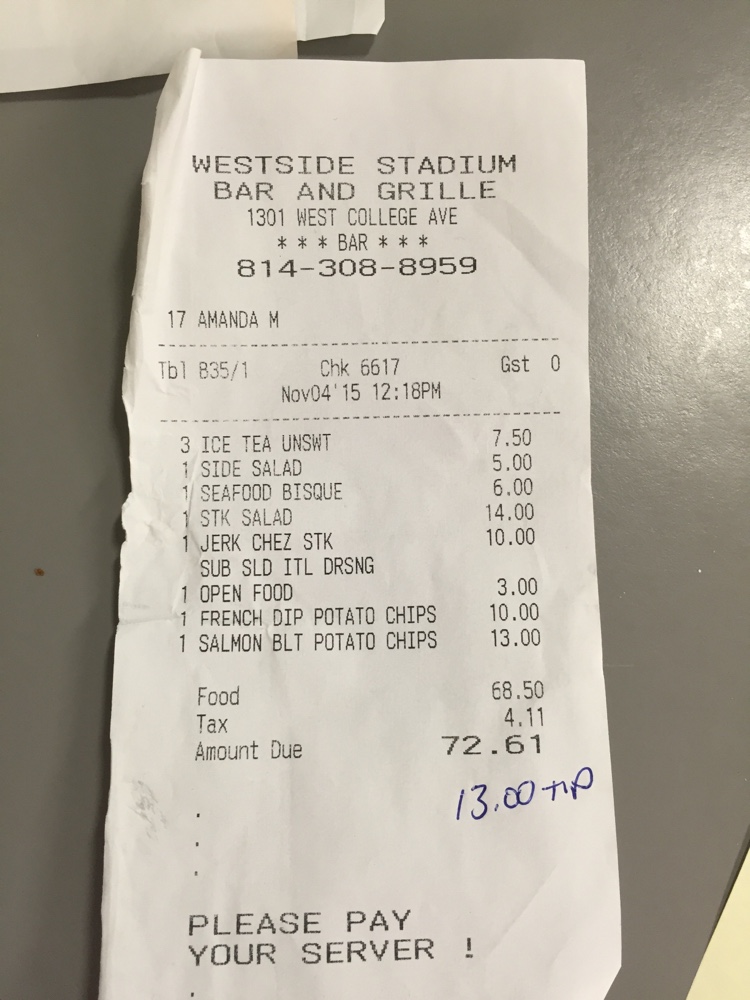 WESTSIDE STADIUM
BAR AND GRILLE
1301 WEST COLLEGE AVE
* * * BAR * * *
814-308-8959
17 AMANDA M
Tbl 835/1 Chk 6617 Gst 0
Nov04'15 12:18PM
3 ICE TEA UNSWT 7.50
1 SIDE SALAD 5.00
1 SEAFOOD BISQUE 6.00
1 STK SALAD 14.00
1 JERK CHEZ STK 10.00
SUB SLD ITL DRSNG
1 OPEN FOOD 3.00
1 FRENCH DIP POTATO CHIPS 10.00
1 SALMON BLT POTATO CHIPS 13.00
Food 68.50
Tax 4.11
Amount Due 72.61
13.00 tip
.
.
.
PLEASE PAY
YOUR SERVER !
.